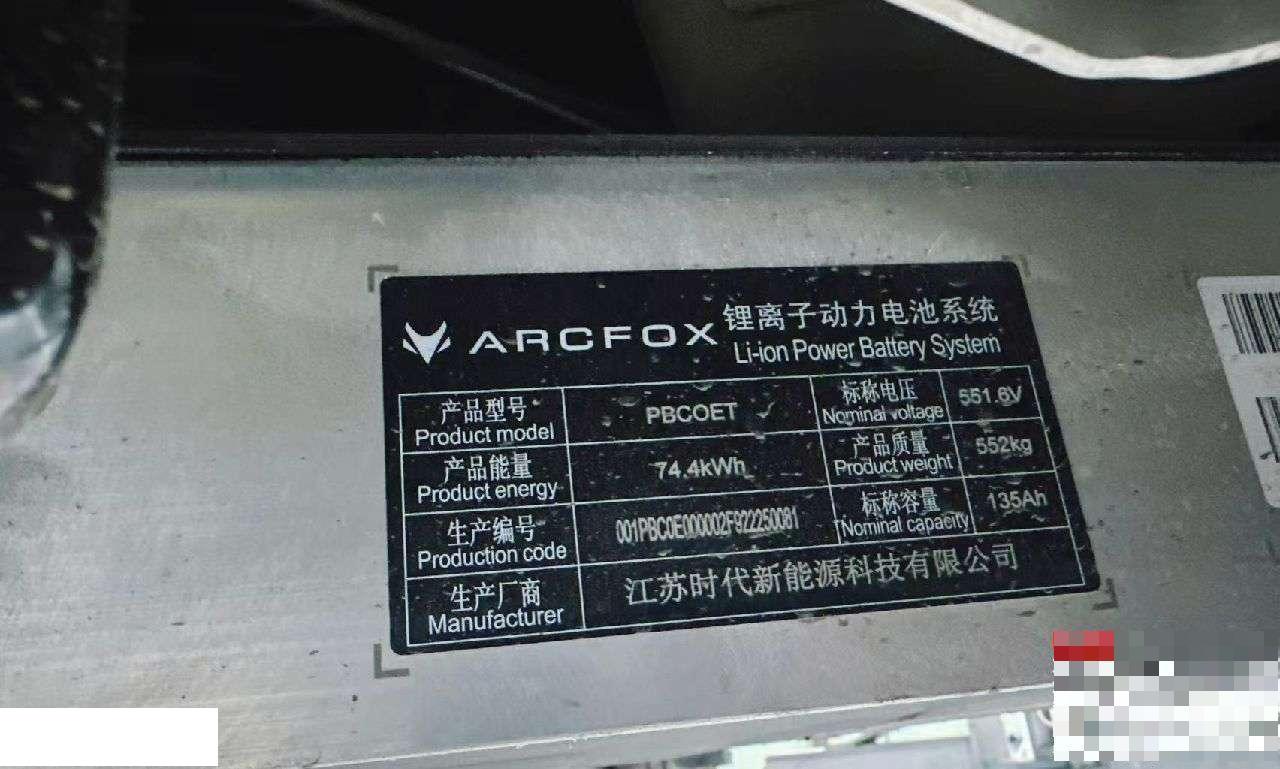 ARCFOX
锂离子动力电池系统
Li-ion Power Battery System
产品型号
Product model
PBCOET
标称电压
Nominal voltage
551.6V
产品能量
Product energy
74.4kWh
产品质量
Product weight
552kg
生产编号
Production code
001PBC0E000002F922250081
标称容量
Nominal capacity
135Ah
生产厂商
Manufacturer
江苏时代新能源科技有限公司